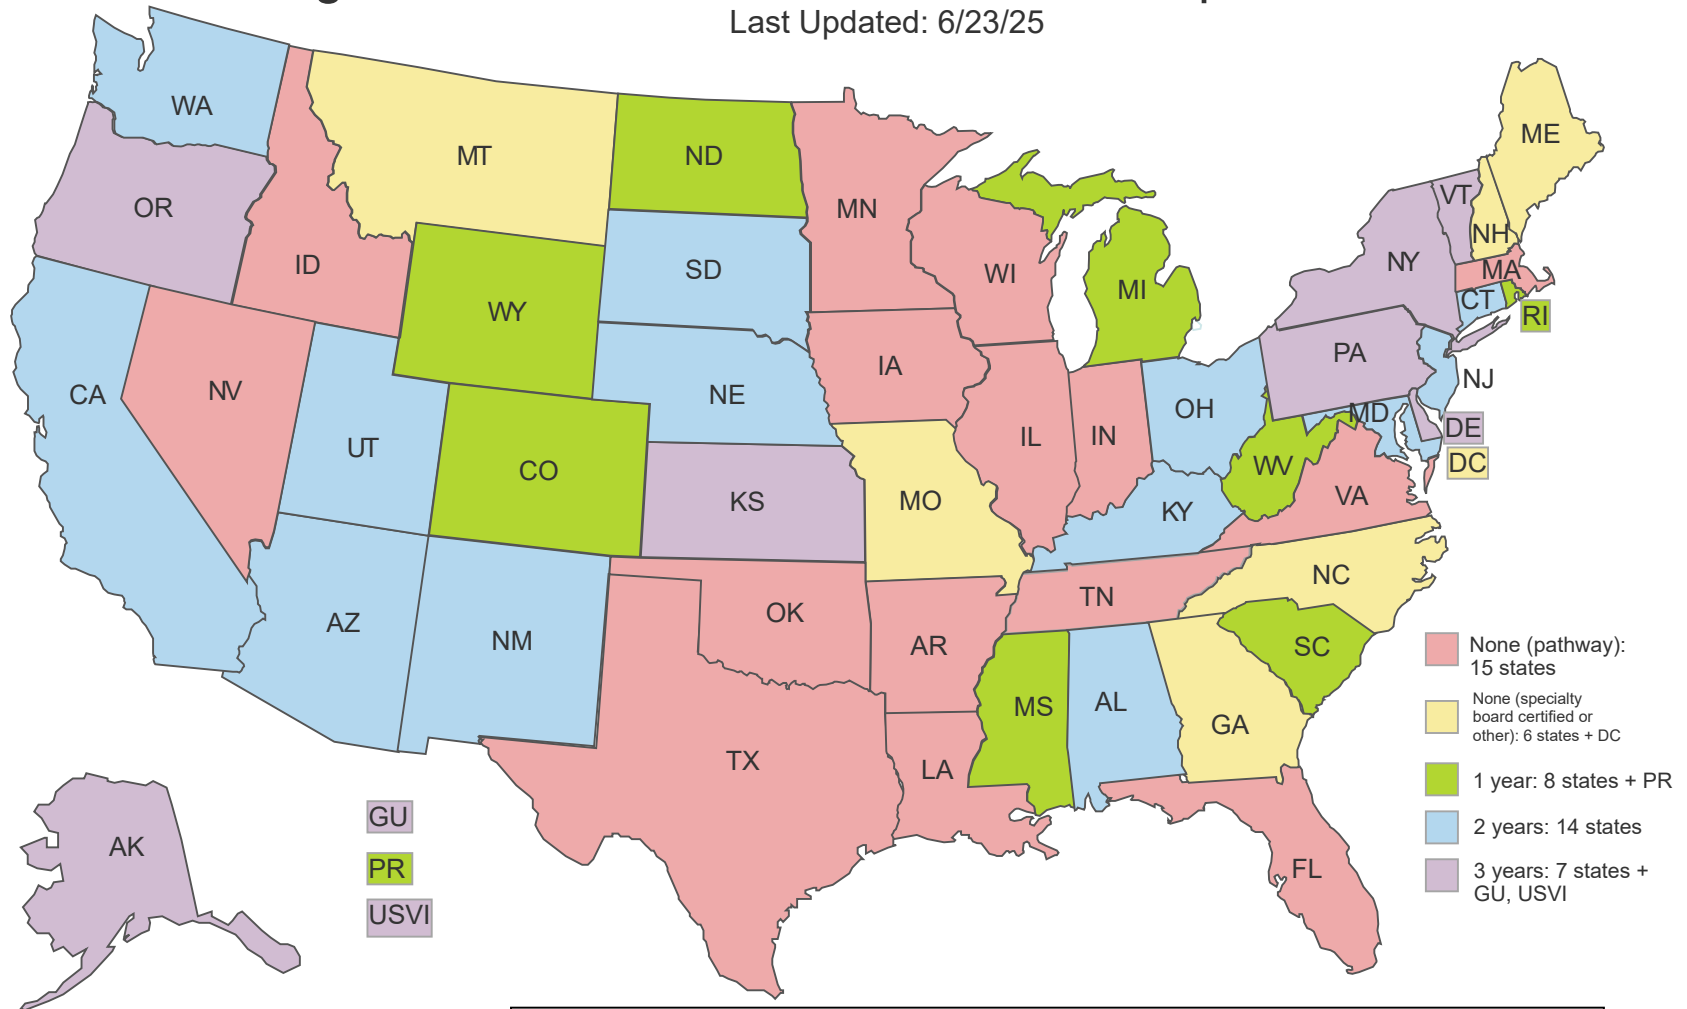 Last Updated: 6/23/25
WA
MT
ND
MN
ME
OR
VT
ID
SD
WI
NH
NY
MA
WY
MI
CT
RI
IA
PA
CA
NV
NE
NJ
UT
OH
MD
IL
IN
DE
CO
WV
DC
KS
MO
VA
KY
NC
AZ
OK
TN
NM
AR
SC
None (pathway):
15 states
MS
AL
GA
None (specialty
board certified or
other): 6 states + DC
TX
LA
1 year: 8 states + PR
GU
2 years: 14 states
AK
PR
FL
3 years: 7 states +
GU, USVI
USVI